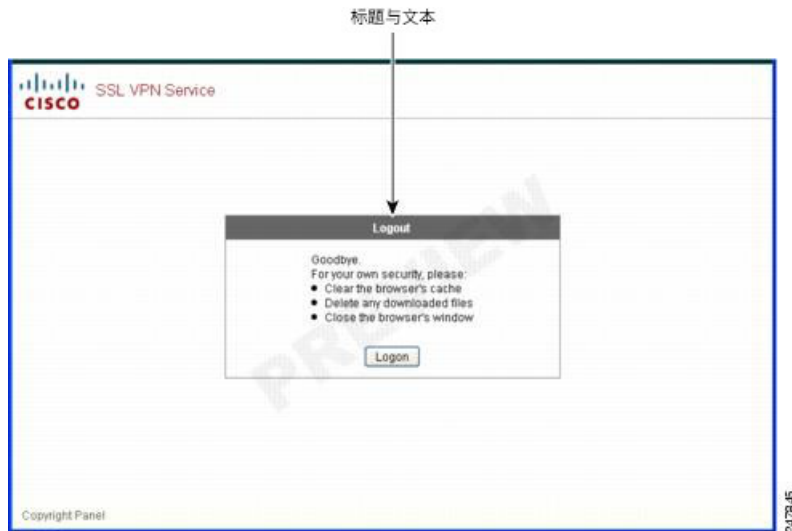 标题与文本
CISCO SSL VPN Service
Logout
Goodbye.
For your own security, please:
• Clear the browser's cache
• Delete any downloaded files
• Close the browser's window
Logon
PREVIEW
Copyright Panel
247845